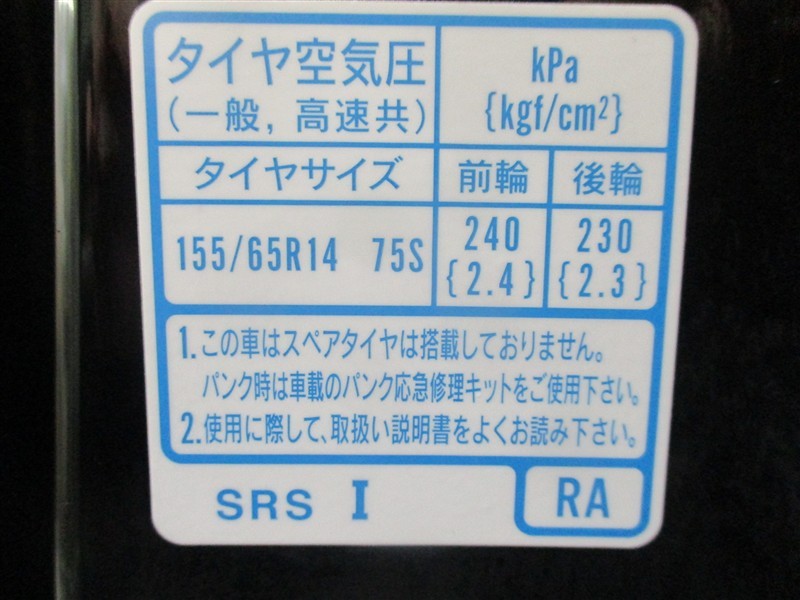 タイヤ空気圧
(一般, 高速共)
kPa
{kgf/cm²}
タイヤサイズ 前輪 後輪
155/65R14 75S 240 230
{2.4} {2.3}
1.この車はスペアタイヤは搭載しておりません。
パンク時は車載のパンク応急修理キットをご使用下さい。
2.使用に際して、取扱い説明書をよくお読み下さい。
SRS I RA